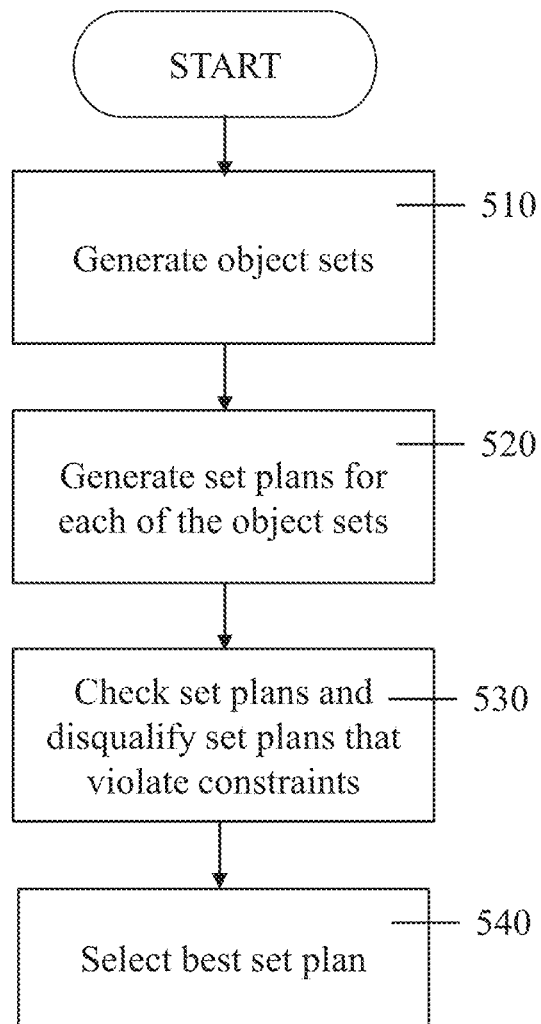 START
510
Generate object sets
520
Generate set plans for
each of the object sets
530
Check set plans and
disqualify set plans that
violate constraints
540
Select best set plan